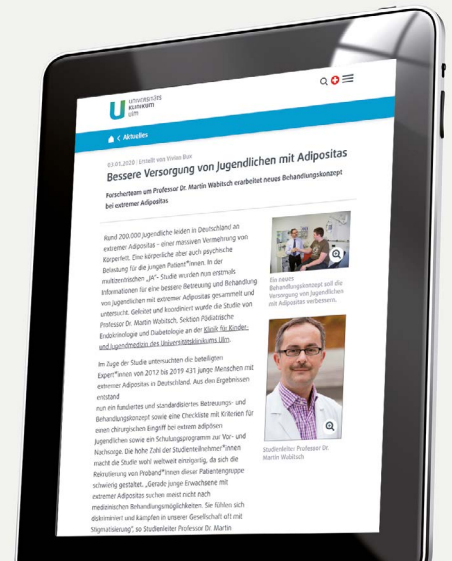 UNIVERSITÄTS
KLINIKUM
ulm
< Aktuelles
03.01.2020 | Erstellt von Vivien Bux
Bessere Versorgung von Jugendlichen mit Adipositas
Forscherteam um Professor Dr. Martin Wabitsch erarbeitet neues Behandlungskonzept
bei extremer Adipositas
Rund 200.000 Jugendliche leiden in Deutschland an
extremer Adipositas - einer massiven Vermehrung von
Körperfett. Eine körperliche aber auch psychische
Belastung für die jungen Patient*innen. In der
multizentrischen „JA"- Studie wurden nun erstmals
Informationen für eine bessere Betreuung und Behandlung
von Jugendlichen mit extremer Adipositas gesammelt und
untersucht. Geleitet und koordiniert wurde die Studie von
Professor Dr. Martin Wabitsch, Sektion Pädiatrische
Endokrinologie und Diabetologie an der Klinik für Kinder-
und Jugendmedizin des Universitätsklinikums Ulm.
Im Zuge der Studie untersuchten die beteiligten
Expert*innen von 2012 bis 2019 431 junge Menschen mit
extremer Adipositas in Deutschland. Aus den Ergebnissen
entstand
nun ein fundiertes und standardisiertes Betreuungs- und
Behandlungskonzept sowie eine Checkliste mit Kriterien für
einen chirurgischen Eingriff bei extrem adipösen
Jugendlichen sowie ein Schulungsprogramm zur Vor- und
Nachsorge. Die hohe Zahl der Studienteilnehmer*innen
macht die Studie wohl weltweit einzigartig, da sich die
Rekrutierung von Proband*innen dieser Patientengruppe
schwierig gestaltet. „Gerade junge Erwachsene mit
extremer Adipositas suchen meist nicht nach
medizinischen Behandlungsmöglichkeiten. Sie fühlen sich
diskriminiert und kämpfen in unserer Gesellschaft oft mit
Stigmatisierung", so Studienleiter Professor Dr. Martin
Ein neues
Behandlungskonzept soll die
Versorgung von Jugendlichen
mit Adipositas verbessern.
Studienleiter Professor Dr.
Martin Wabitsch